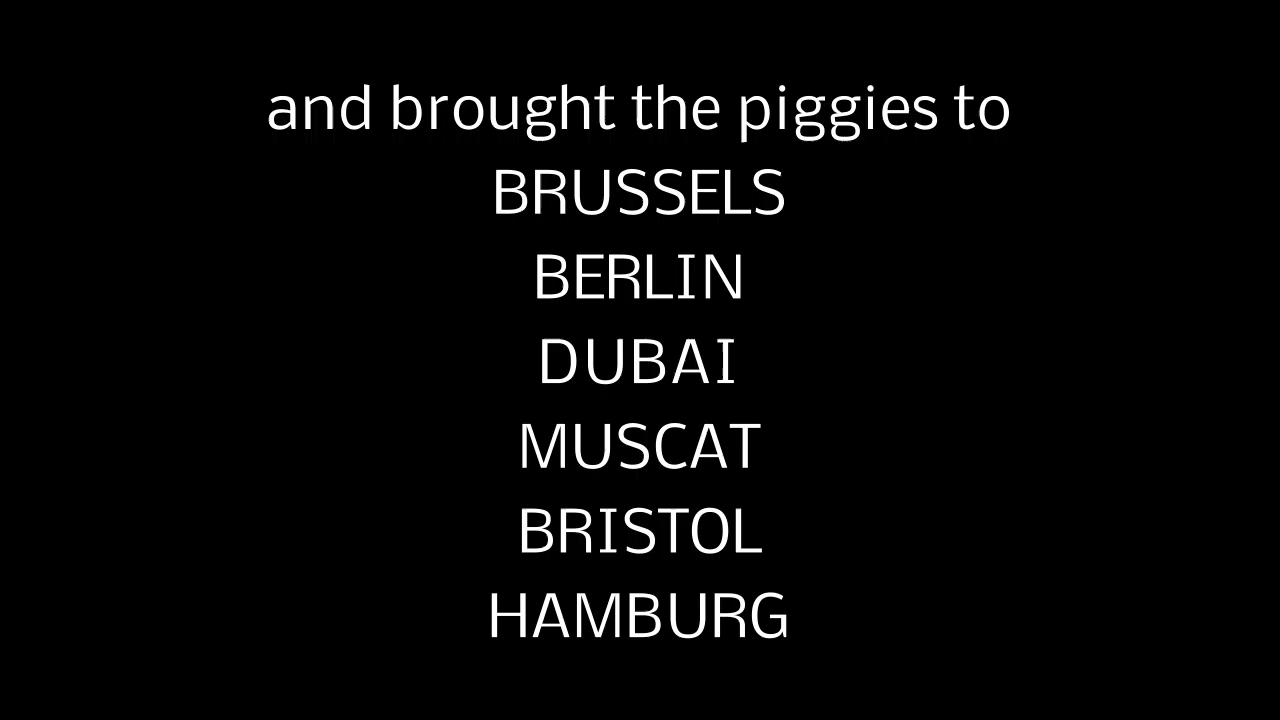 and brought the piggies to
BRUSSELS
BERLIN
DUBAI
MUSCAT
BRISTOL
HAMBURG